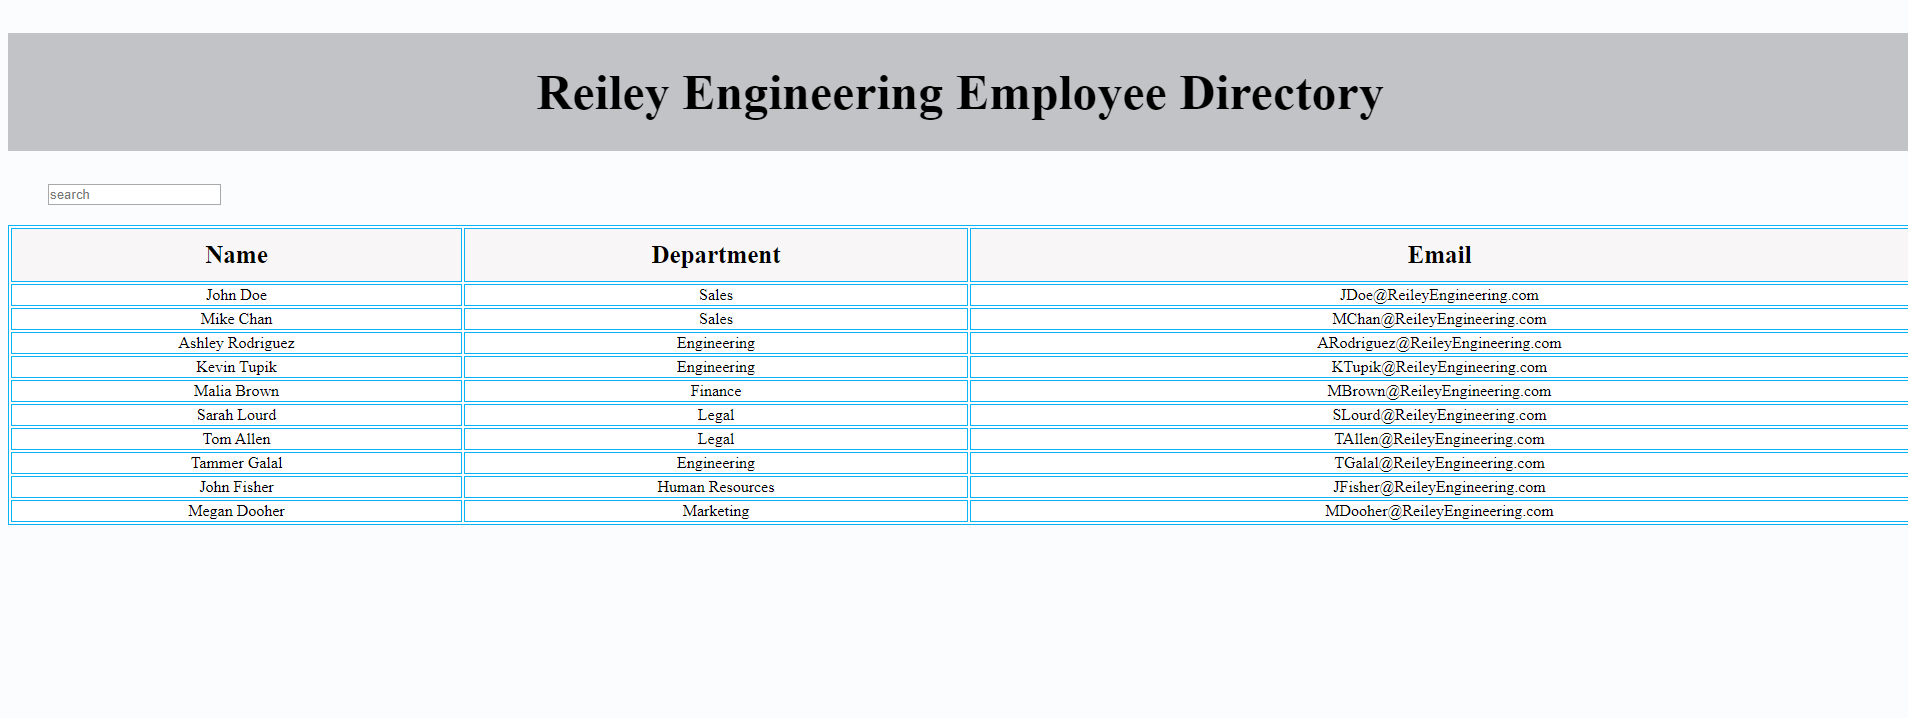 Reiley Engineering Employee Directory
search
Name Department Email
John Doe Sales JDoe@ReileyEngineering.com
Mike Chan Sales MChan@ReileyEngineering.com
Ashley Rodriguez Engineering ARodriguez@ReileyEngineering.com
Kevin Tupik Engineering KTupik@ReileyEngineering.com
Malia Brown Finance MBrown@ReileyEngineering.com
Sarah Lourd Legal SLourd@ReileyEngineering.com
Tom Allen Legal TAllen@ReileyEngineering.com
Tammer Galal Engineering TGalal@ReileyEngineering.com
John Fisher Human Resources JFisher@ReileyEngineering.com
Megan Dooher Marketing MDooher@ReileyEngineering.com